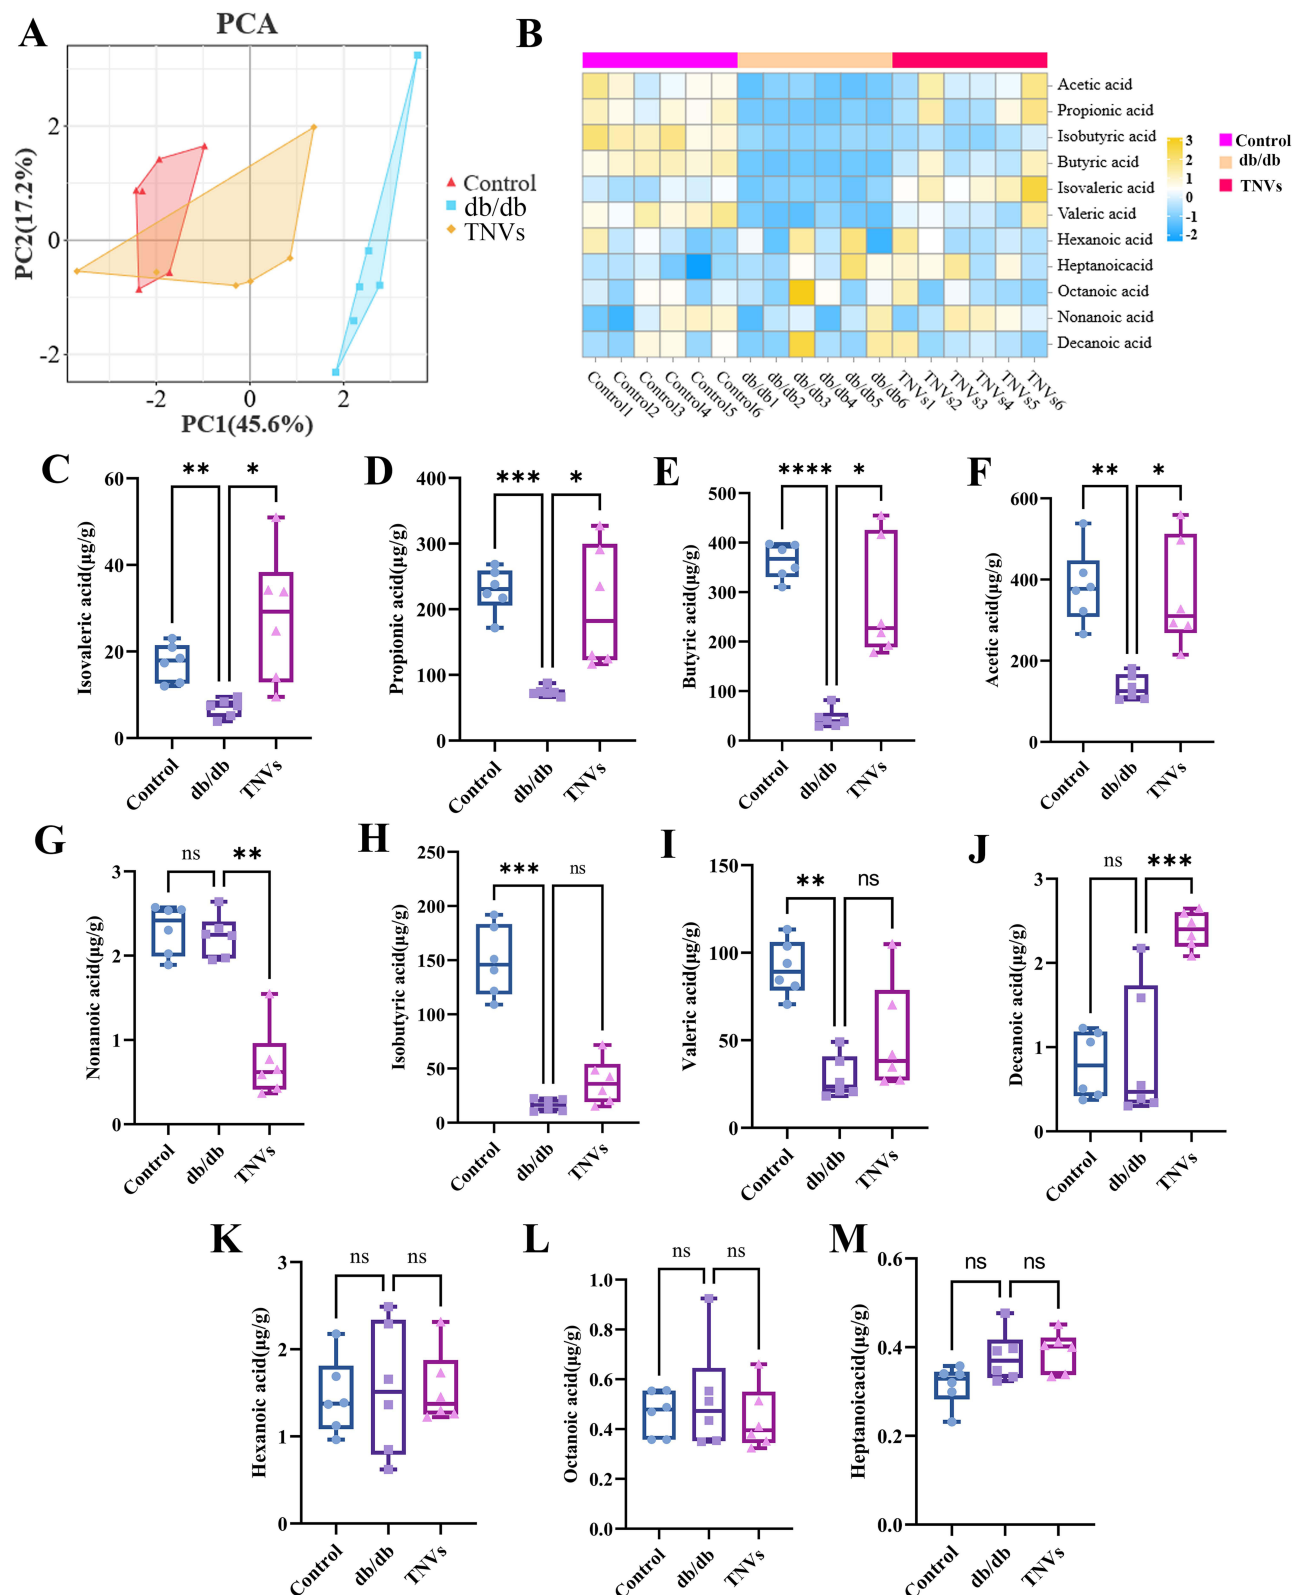 A
PCA
PC2(17.2%)
2
0
-2
-2
0
2
PC1(45.6%)
Control
db/db
TNVs
B
Acetic acid
Propionic acid
Isobutyric acid
Butyric acid
Isovaleric acid
Valeric acid
Hexanoic acid
Heptanoicacid
Octanoic acid
Nonanoic acid
Decanoic acid
3
2
1
0
-1
-2
Control
db/db
TNVs
Control1
Control2
Control3
Control4
Control5
Control6
db/db1
db/db2
db/db3
db/db4
db/db5
db/db6
TNVs1
TNVs2
TNVs3
TNVs4
TNVs5
TNVs6
C
** *
Isovaleric acid(μg/g)
60
40
20
0
Control
db/db
TNVs
D
*** *
Propionic acid(μg/g)
400
300
200
100
0
Control
db/db
TNVs
E
**** *
Butyric acid(μg/g)
500
400
300
200
100
0
Control
db/db
TNVs
F
** *
Acetic acid(μg/g)
600
400
200
0
Control
db/db
TNVs
G
ns **
Nonanoic acid(μg/g)
3
2
1
0
Control
db/db
TNVs
H
*** ns
Isobutyric acid(μg/g)
250
200
150
100
50
0
Control
db/db
TNVs
I
** ns
Valeric acid(μg/g)
150
100
50
0
Control
db/db
TNVs
J
ns ***
Decanoic acid(μg/g)
3
2
1
0
Control
db/db
TNVs
K
ns ns
Hexanoic acid(μg/g)
3
2
1
0
Control
db/db
TNVs
L
ns ns
Octanoic acid(μg/g)
1.0
0.8
0.6
0.4
0.2
0.0
Control
db/db
TNVs
M
ns ns
Heptanoicacid(μg/g)
0.6
0.4
0.2
0.0
Control
db/db
TNVs